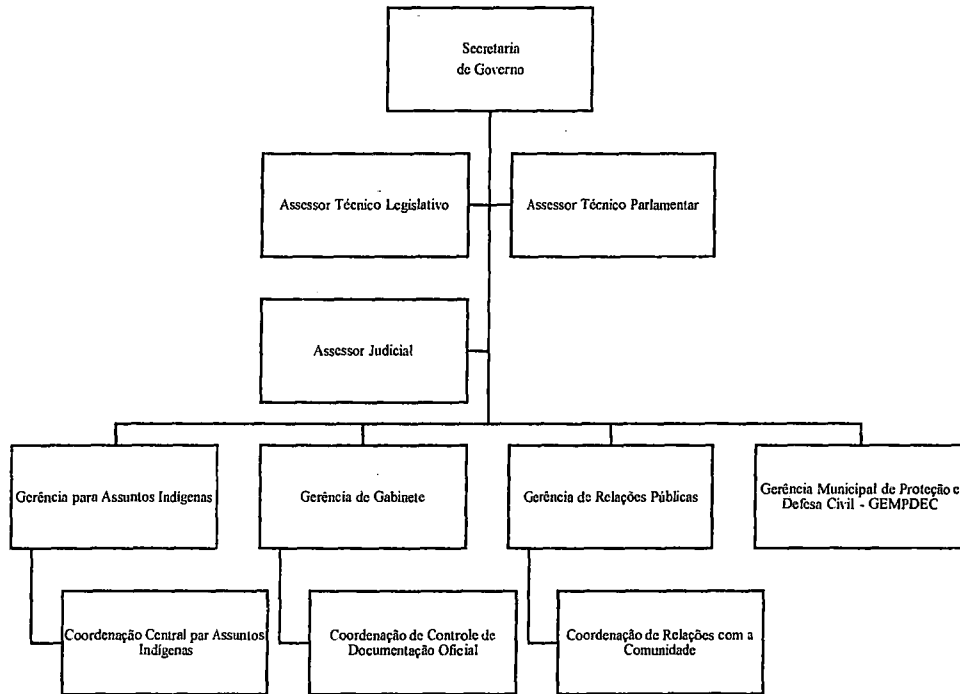 Secretaria
de Governo
Assessor Técnico Legislativo
Assessor Técnico Parlamentar
Assessor Judicial
Gerência para Assuntos Indígenas
Gerência de Gabinete
Gerência de Relações Públicas
Gerência Municipal de Proteção e
Defesa Civil - GEMPDEC
Coordenação Central par Assuntos
Indígenas
Coordenação de Controle de
Documentação Oficial
Coordenação de Relações com a
Comunidade